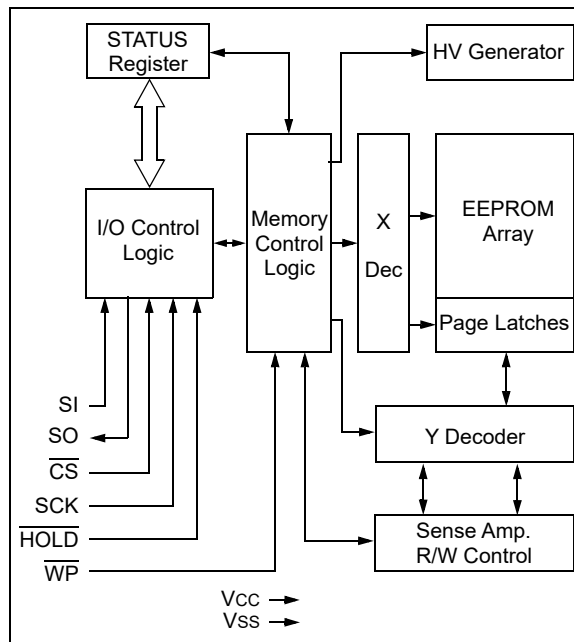 STATUS
Register
HV Generator
I/O Control
Logic
Memory
Control
Logic
X
Dec
EEPROM
Array
Page Latches
SI
SO
CS
SCK
HOLD
WP
Y Decoder
Sense Amp.
R/W Control
VCC
VSS